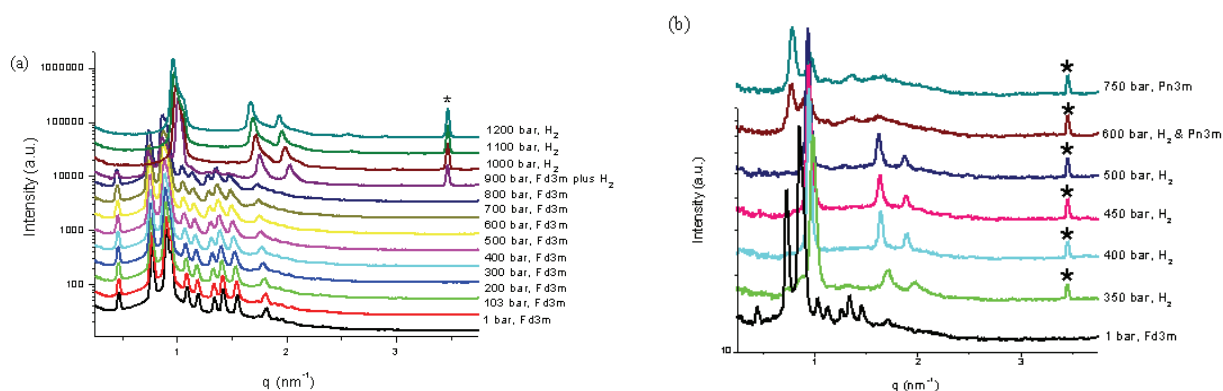 (a)
Intensity (a.u.)
1000000
100000
10000
1000
100
*
1200 bar, H2
1100 bar, H2
1000 bar, H2
900 bar, Fd3m plus H2
800 bar, Fd3m
700 bar, Fd3m
600 bar, Fd3m
500 bar, Fd3m
400 bar, Fd3m
300 bar, Fd3m
200 bar, Fd3m
103 bar, Fd3m
1 bar, Fd3m
1
2
3
q (nm-1)
(b)
Intensity (a.u.)
10
*
750 bar, Pn3m
*
600 bar, H2 & Pn3m
*
500 bar, H2
*
450 bar, H2
*
400 bar, H2
*
350 bar, H2
1 bar, Fd3m
1
2
3
q (nm-1)